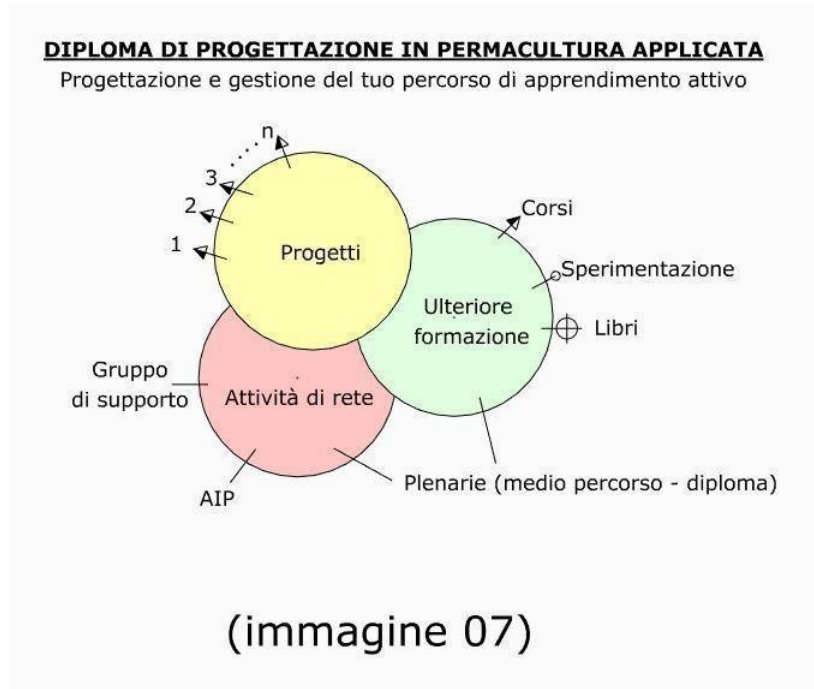 DIPLOMA DI PROGETTAZIONE IN PERMACULTURA APPLICATA
Progettazione e gestione del tuo percorso di apprendimento attivo
n
.....
3
2
1
Progetti
Corsi
Sperimentazione
Ulteriore
formazione
Libri
Gruppo
di supporto
Attività di rete
AIP
Plenarie (medio percorso - diploma)
(immagine 07)